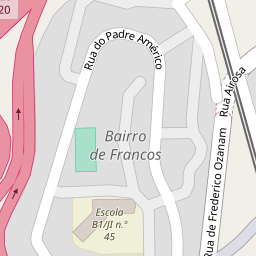 20
Rua do Padre Américo
Rua Airosa
Bairro
de Francos
Rua de Frederico Ozanam
Escola
B1/JI n.º
45